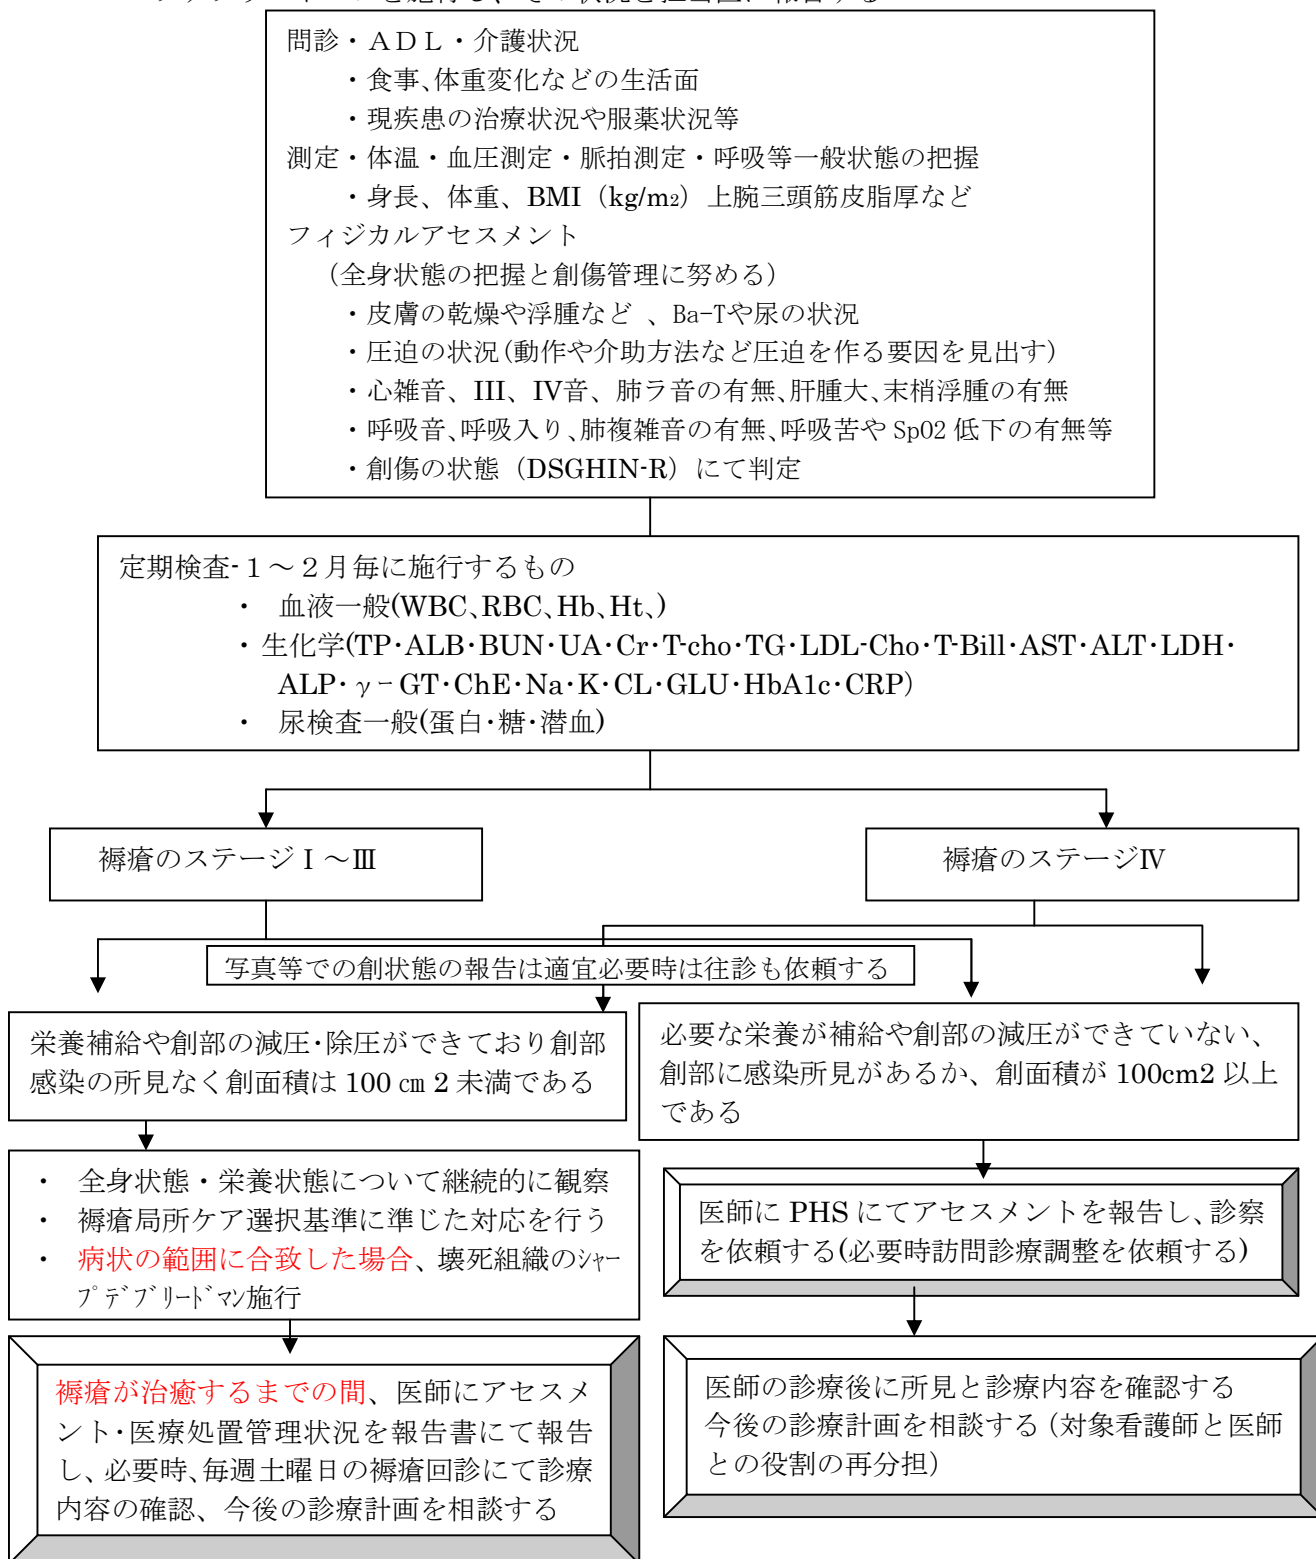 問診・ＡＤＬ・介護状況
・食事、体重変化などの生活面
・現疾患の治療状況や服薬状況等
測定・体温・血圧測定・脈拍測定・呼吸等一般状態の把握
・身長、体重、BMI（kg/m2）上腕三頭筋皮脂厚など
フィジカルアセスメント
（全身状態の把握と創傷管理に努める）
・皮膚の乾燥や浮腫など 、Ba-Tや尿の状況
・圧迫の状況(動作や介助方法など圧迫を作る要因を見出す)
・心雑音、III、IV音、肺ラ音の有無、肝腫大、末梢浮腫の有無
・呼吸音、呼吸入り、肺複雑音の有無、呼吸苦や SpO2 低下の有無等
・創傷の状態（DSGHIN-R）にて判定
定期検査-１～２月毎に施行するもの
・ 血液一般(WBC、RBC、Hb、Ht、)
・生化学(TP・ALB・BUN・UA・Cr・T-cho・TG・LDL-Cho・T-Bill・AST・ALT・LDH・
ALP・γ－GT・ChE・Na・K・CL・GLU・HbA1c・CRP）
・ 尿検査一般(蛋白・糖・潜血)
褥瘡のステージⅠ～Ⅲ
褥瘡のステージⅣ
写真等での創状態の報告は適宜必要時は往診も依頼する
栄養補給や創部の減圧・除圧ができており創部
感染の所見なく創面積は 100 ㎝ 2 未満である
必要な栄養が補給や創部の減圧ができていない、
創部に感染所見があるか、創面積が 100cm2 以上
である
・ 全身状態・栄養状態について継続的に観察
・ 褥瘡局所ケア選択基準に準じた対応を行う
・ 病状の範囲に合致した場合、壊死組織のｼｬｰ
ﾌﾟﾃﾞﾌﾞﾘｰﾄﾞﾏﾝ施行
医師に PHS にてアセスメントを報告し、診察
を依頼する(必要時訪問診療調整を依頼する)
褥瘡が治癒するまでの間、医師にアセスメ
ント・医療処置管理状況を報告書にて報告
し、必要時、毎週土曜日の褥瘡回診にて診療
内容の確認、今後の診療計画を相談する
医師の診療後に所見と診療内容を確認する
今後の診療計画を相談する（対象看護師と医師
との役割の再分担）